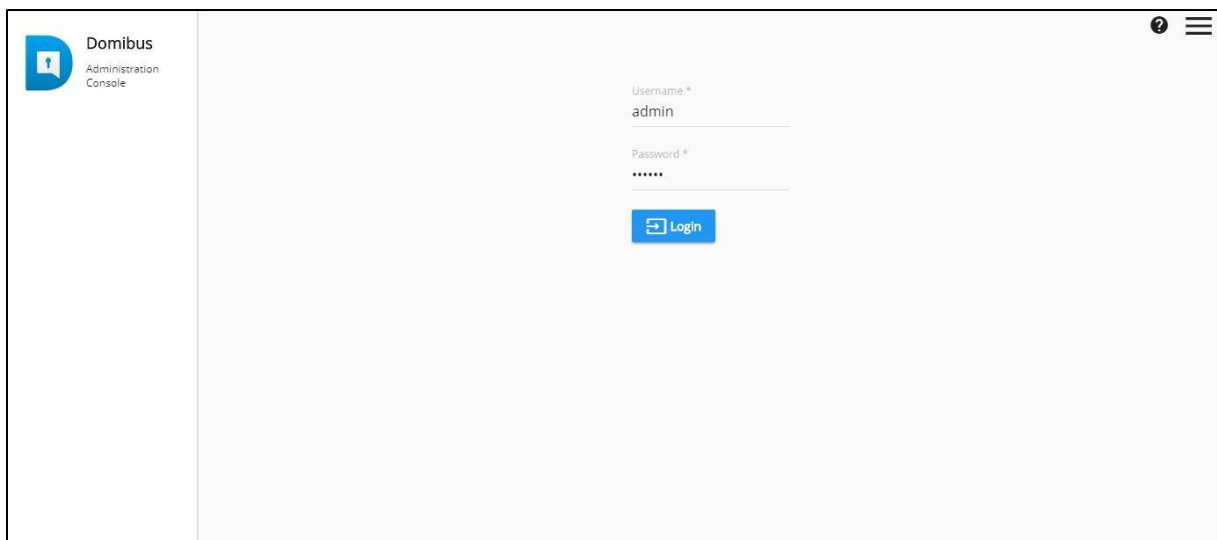 Domibus
Administration
Console
Username *
admin
Password *
••••••
Login